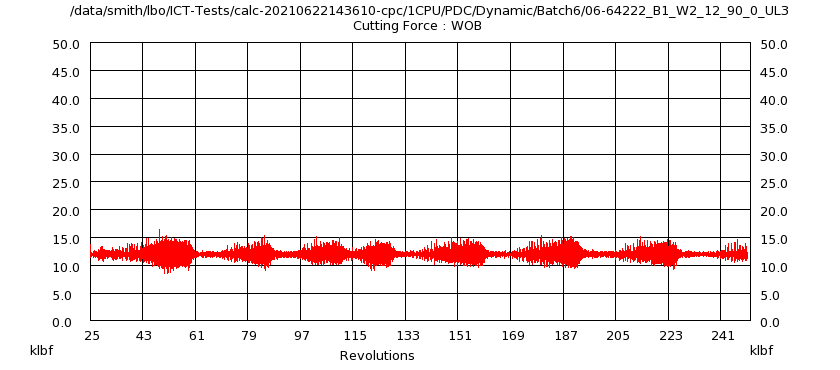 /data/smith/lbo/ICT-Tests/calc-20210622143610-cpc/1CPU/PDC/Dynamic/Batch6/06-64222_B1_W2_12_90_0_UL3
Cutting Force : WOB
50.0 50.0
45.0 45.0
40.0 40.0
35.0 35.0
30.0 30.0
25.0 25.0
20.0 20.0
15.0 15.0
10.0 10.0
5.0 5.0
0.0 0.0
25 43 61 79 97 115 133 151 169 187 205 223 241
klbf klbf
Revolutions